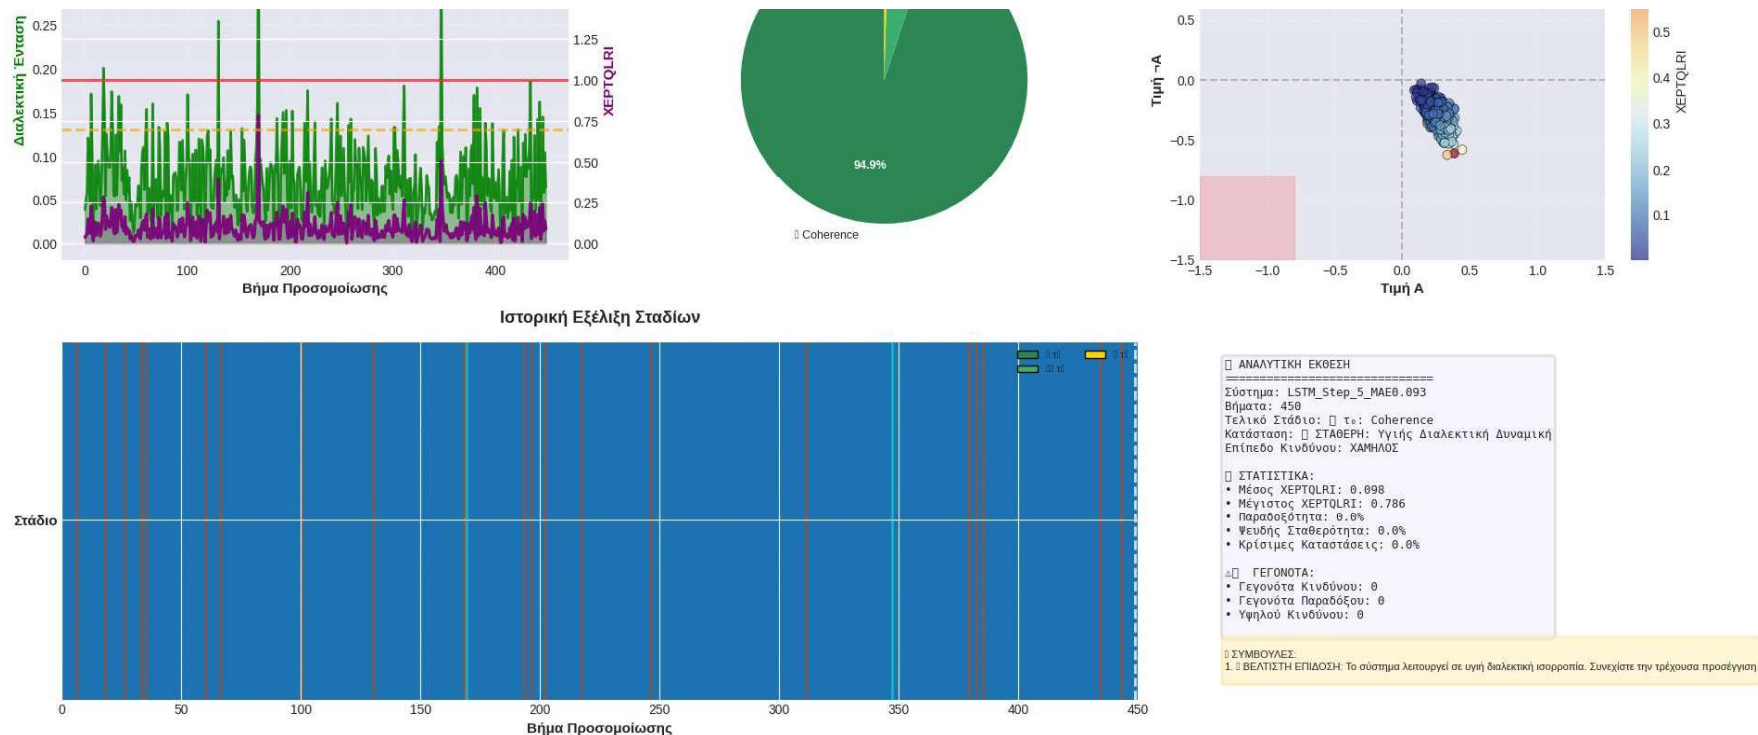 Διαλεκτική Ένταση
0.25
0.20
0.15
0.10
0.05
0.00
1.25
1.00
0.75
0.50
0.25
0.00
XEPTQLRI
0 100 200 300 400
Βήμα Προσομοίωσης
94.9%
Coherence
Τιμή ¬A
0.5
0.0
−0.5
−1.0
−1.5
−1.5 −1.0 −0.5 0.0 0.5 1.0 1.5
Τιμή A
0.5
0.4
0.3
0.2
0.1
XEPTQLRI
Ιστορική Εξέλιξη Σταδίων
Στάδιο
0 50 100 150 200 250 300 350 400 450
Βήμα Προσομοίωσης
ΑΝΑΛΥΤΙΚΗ ΕΚΘΕΣΗ
==============================
Σύστημα: LSTM_Step_5_MAE0.093
Βήματα: 450
Τελικό Στάδιο: τ₀: Coherence
Κατάσταση: ΣΤΑΘΕΡΗ: Υγιής Διαλεκτική Δυναμική
Επίπεδο Κινδύνου: ΧΑΜΗΛΟΣ
ΣΤΑΤΙΣΤΙΚΑ:
• Μέσος XEPTQLRI: 0.098
• Μέγιστος XEPTQLRI: 0.786
• Παραδοξότητα: 0.0%
• Ψευδής Σταθερότητα: 0.0%
• Κρίσιμες Καταστάσεις: 0.0%
⚠ ΓΕΓΟΝΟΤΑ:
• Γεγονότα Κινδύνου: 0
• Γεγονότα Παραδόξου: 0
• Υψηλού Κινδύνου: 0
ΣΥΜΒΟΥΛΕΣ:
1. ΒΕΛΤΙΣΤΗ ΕΠΙΔΟΣΗ: Το σύστημα λειτουργεί σε υγιή διαλεκτική ισορροπία. Συνεχίστε την τρέχουσα προσέγγιση